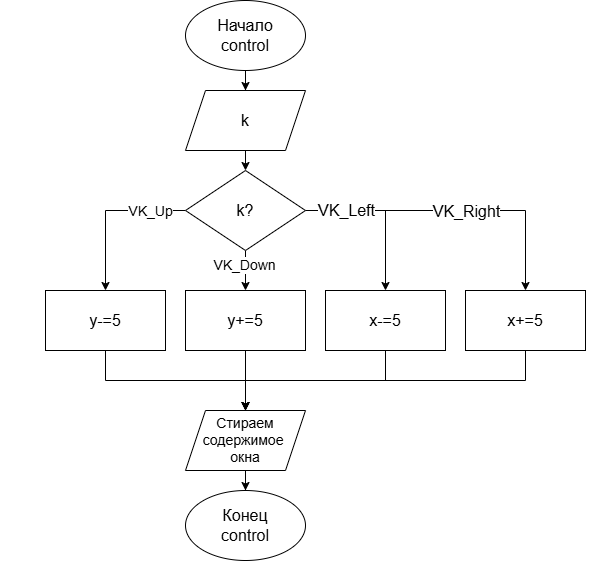 Начало
control
k
k?
VK_Up
VK_Left
VK_Right
VK_Down
y-=5
y+=5
x-=5
x+=5
Стираем
содержимое
окна
Конец
control